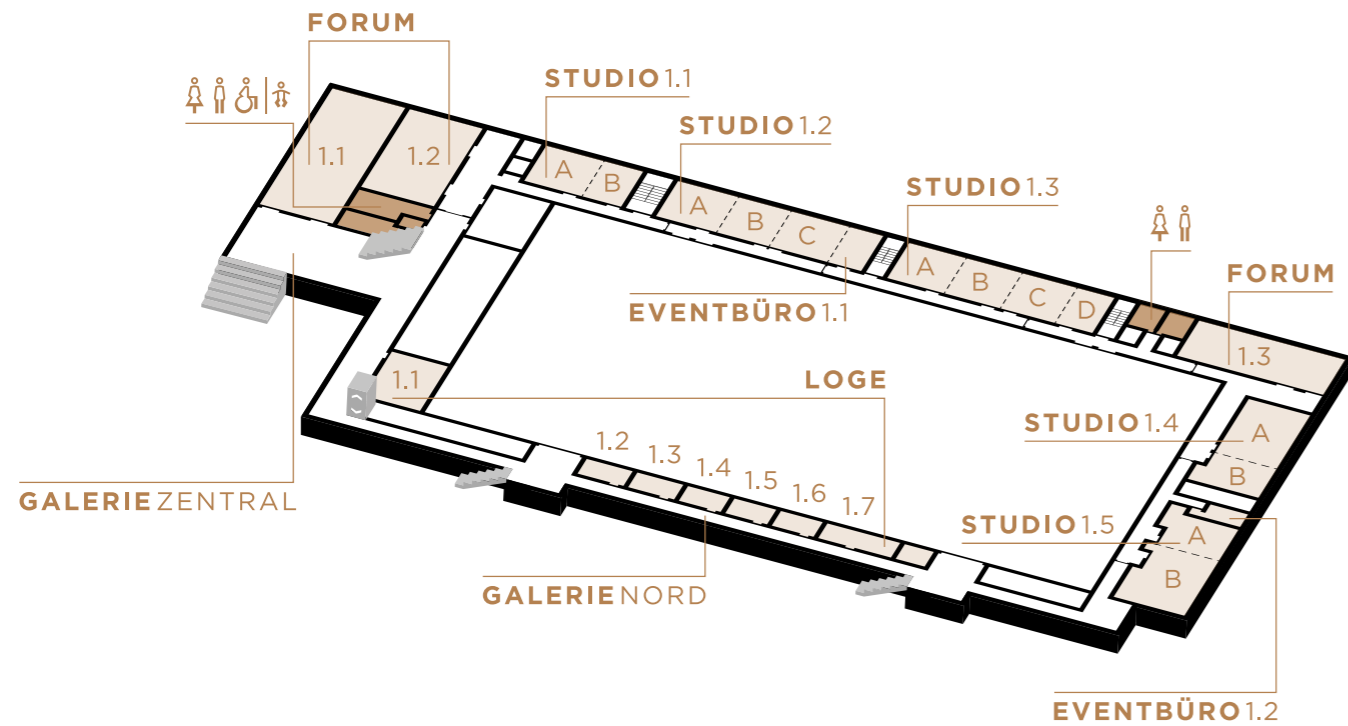 FORUM
STUDIO 1.1
STUDIO 1.2
1.1
1.2
A
B
STUDIO 1.3
A
B
C
A
B
C
D
FORUM
1.3
EVENTBÜRO 1.1
LOGE
1.1
STUDIO 1.4
A
B
1.2
1.3
1.4
1.5
1.6
1.7
GALERIE ZENTRAL
STUDIO 1.5
A
B
GALERIE NORD
EVENTBÜRO 1.2